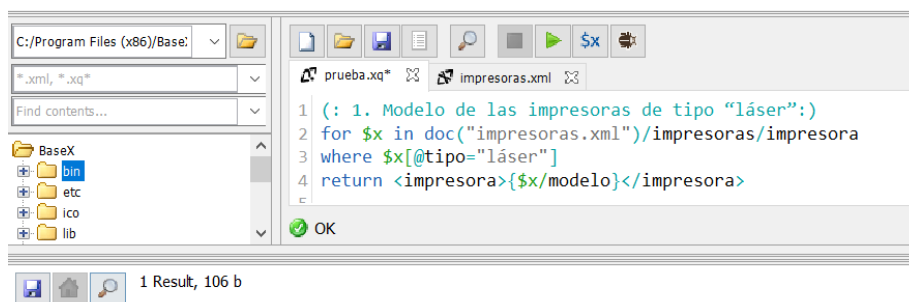 C:/Program Files (x86)/BaseX
*.xml, *.xq*
Find contents...
BaseX
bin
etc
ico
lib
$x
prueba.xq*
impresoras.xml
1 (: 1. Modelo de las impresoras de tipo “láser”:)
2 for $x in doc("impresoras.xml")/impresoras/impresora
3 where $x[@tipo="láser"]
4 return <impresora>{$x/modelo}</impresora>
OK
1 Result, 106 b